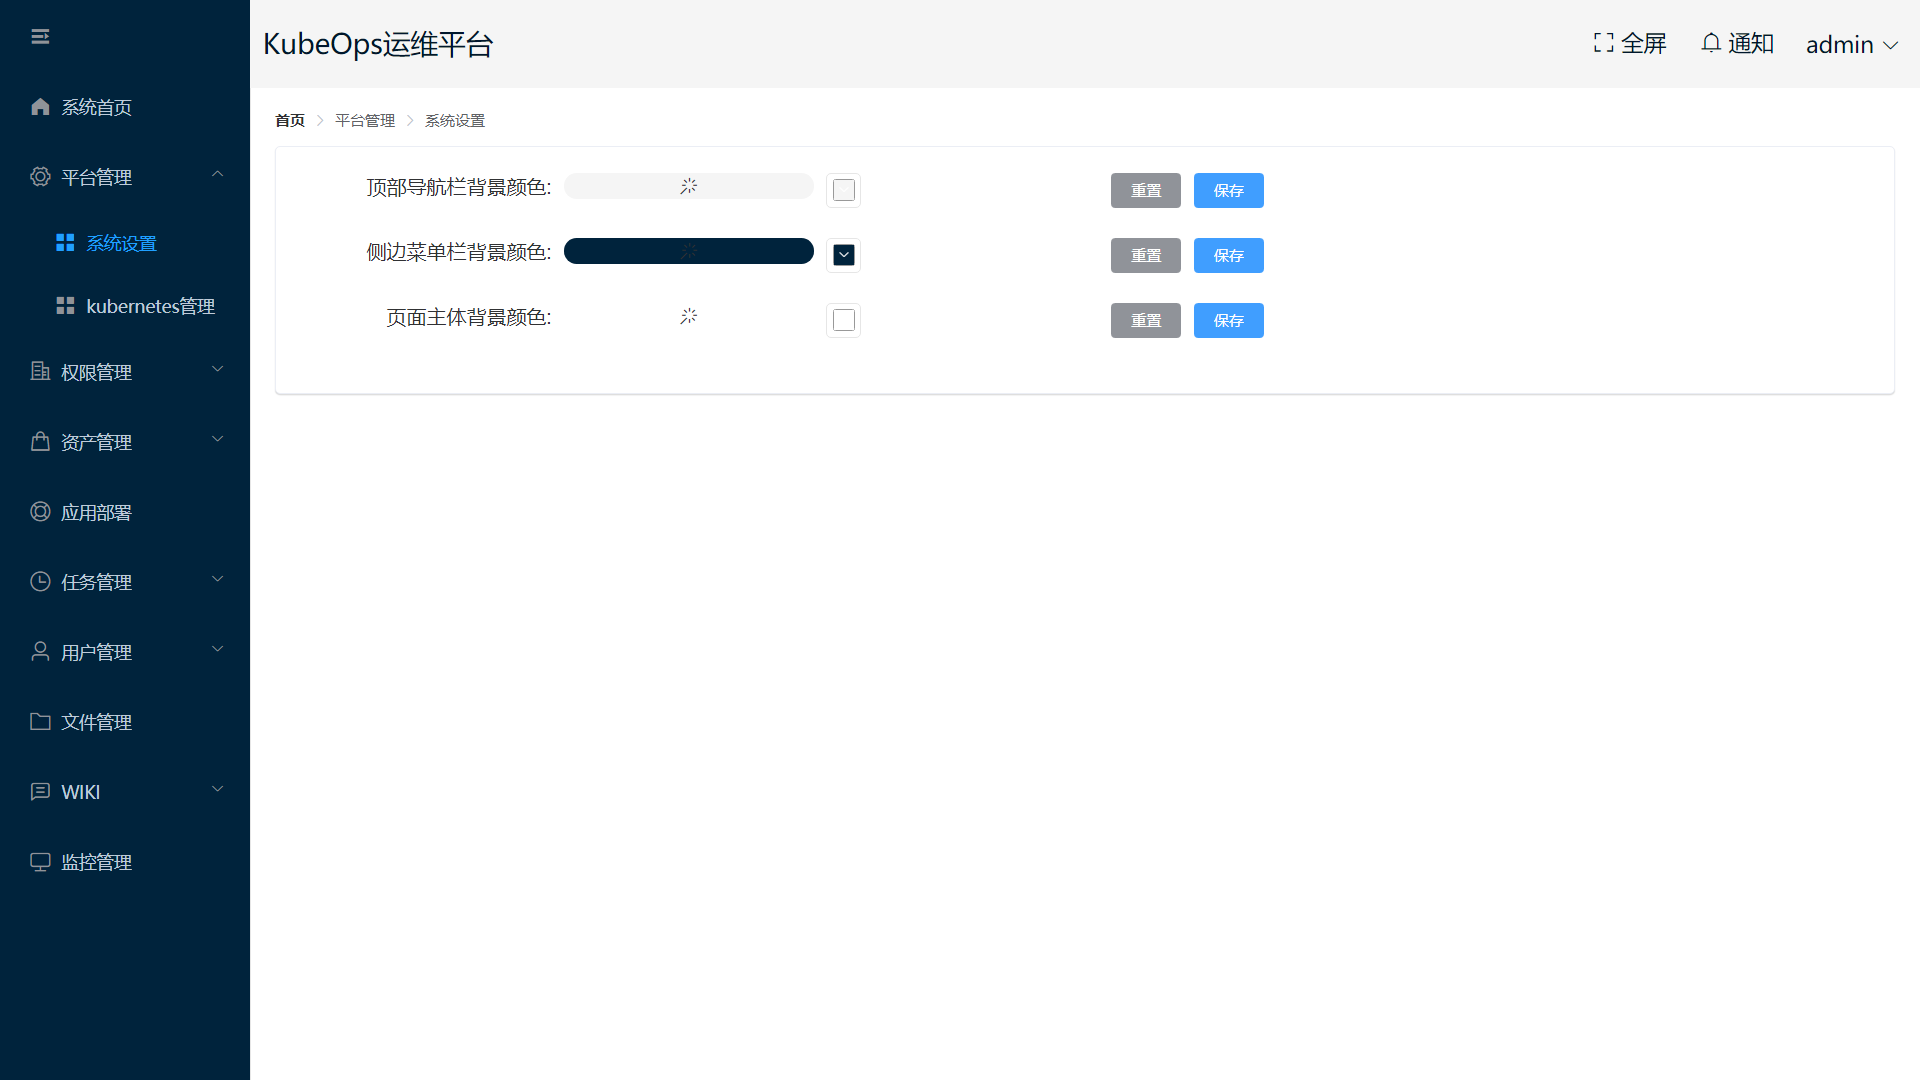 KubeOps运维平台
全屏
通知
admin
系统首页
平台管理
系统设置
kubernetes管理
权限管理
资产管理
应用部署
任务管理
用户管理
文件管理
WIKI
监控管理
首页 平台管理 系统设置
顶部导航栏背景颜色: 重置 保存
侧边菜单栏背景颜色: 重置 保存
页面主体背景颜色: 重置 保存